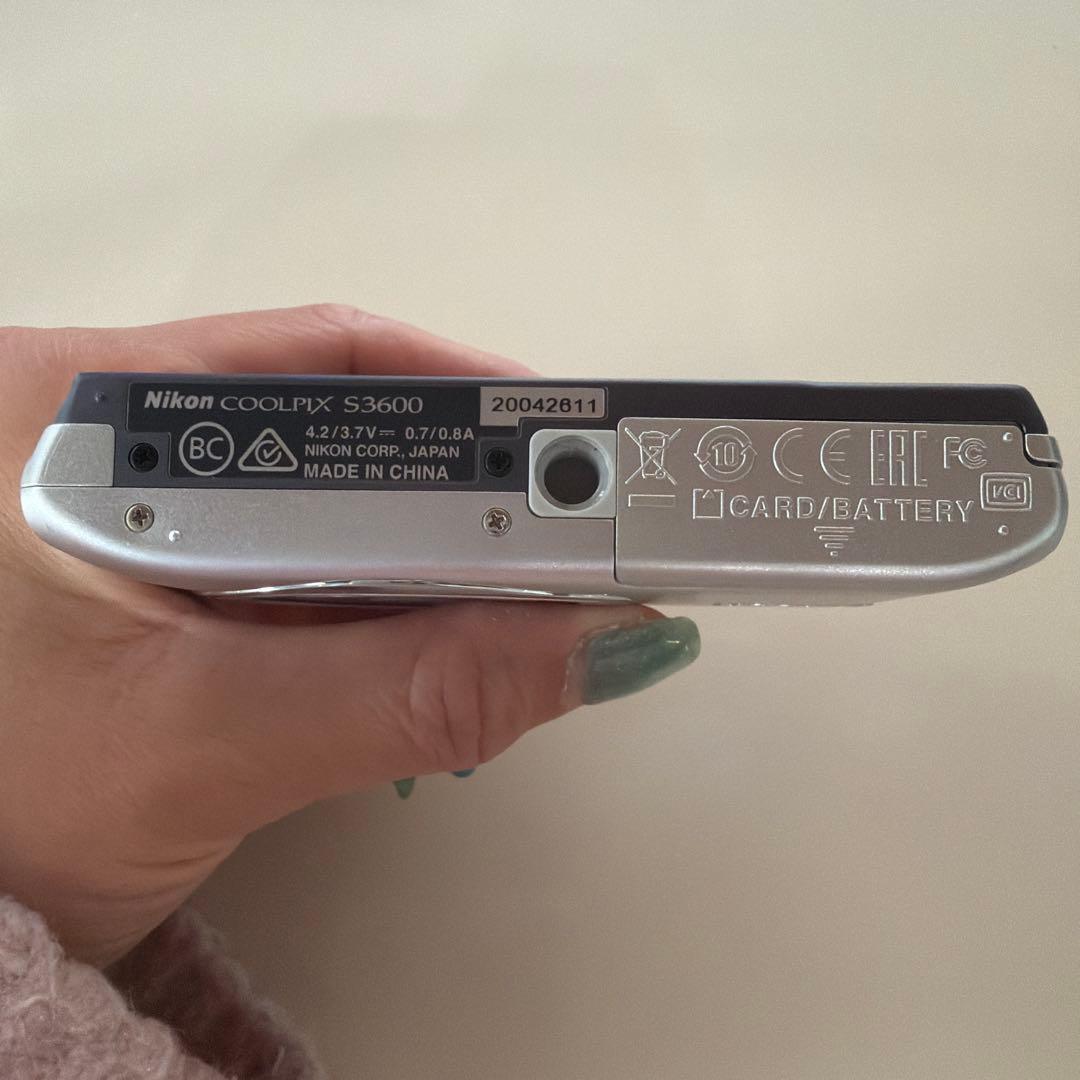 Nikon COOLPIX S3600
20042611
BC
4.2/3.7V⎓ 0.7/0.8A
NIKON CORP., JAPAN
MADE IN CHINA
10
CE
EAC
FC
CARD/BATTERY
VCI